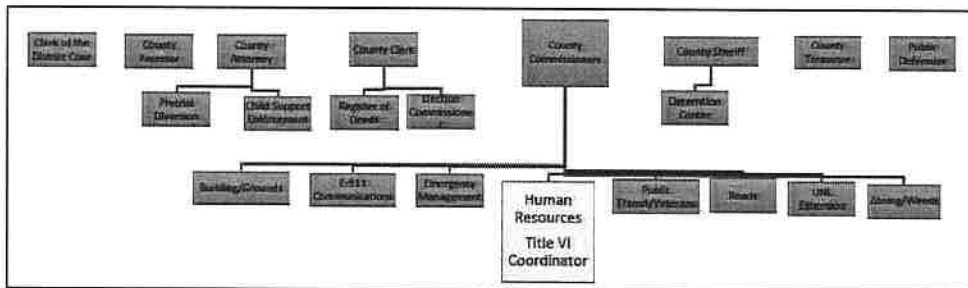 Clerk of the
District Court
County
Assessor
County
Attorney
County Clerk
County
Commissioners
County Sheriff
County
Treasurer
Public
Defender
Pretrial
Diversion
Child Support
Enforcement
Register of
Deeds
Election
Commissioner
Detention
Center
Building/Grounds
E-911
Communications
Emergency
Management
Human
Resources
Title VI
Coordinator
Public
Transit/Veterans
Roads
UNL
Extension
Zoning/Weeds